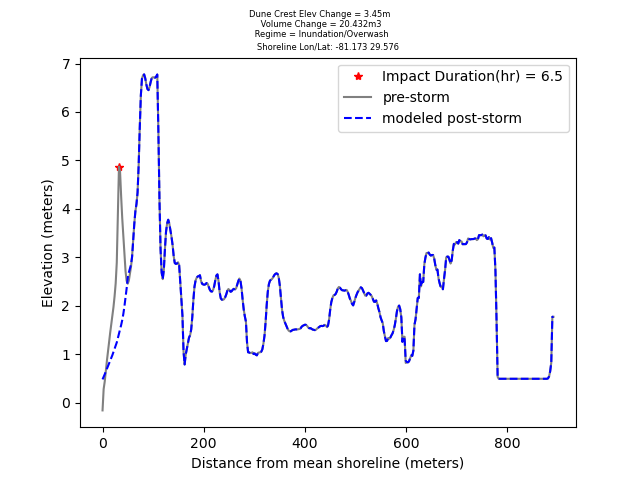 Dune Crest Elev Change = 3.45m
Volume Change = 20.432m3
Regime = Inundation/Overwash
Shoreline Lon/Lat: -81.173 29.576
Impact Duration(hr) = 6.5
pre-storm
modeled post-storm
7
6
5
4
3
2
1
0
Elevation (meters)
0 200 400 600 800
Distance from mean shoreline (meters)